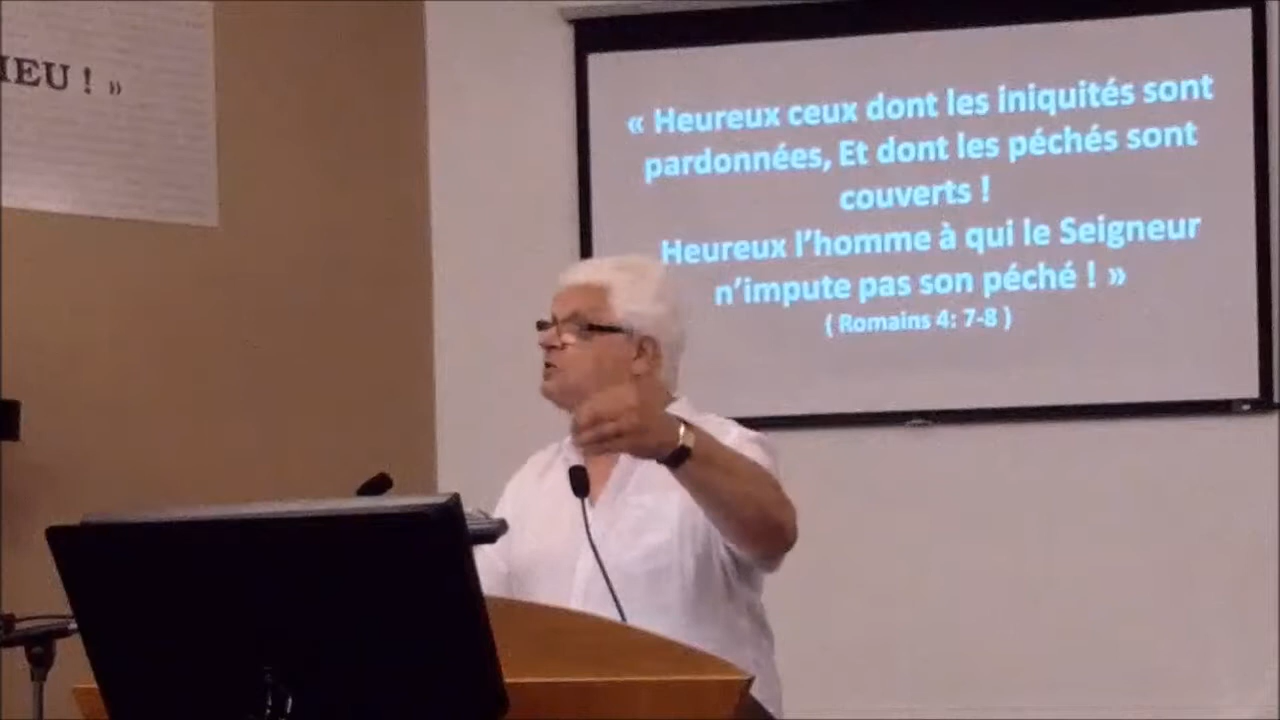 IEU ! »
« Heureux ceux dont les iniquités sont
pardonnées, Et dont les péchés sont
couverts !
Heureux l'homme à qui le Seigneur
n'impute pas son péché ! »
( Romains 4: 7-8 )